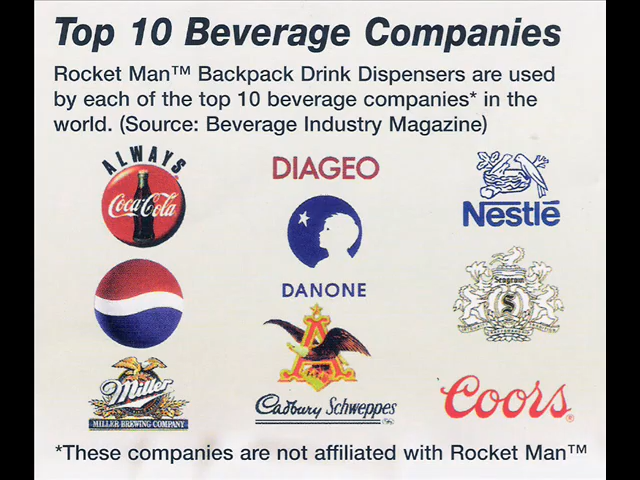 Top 10 Beverage Companies
Rocket Man™ Backpack Drink Dispensers are used
by each of the top 10 beverage companies* in the
world. (Source: Beverage Industry Magazine)
ALWAYS
Coca-Cola
DIAGEO
Nestlé
DANONE
Seagram
S
A
Miller
MILLER BREWING COMPANY
Cadbury Schweppes
Coors®
*These companies are not affiliated with Rocket Man™